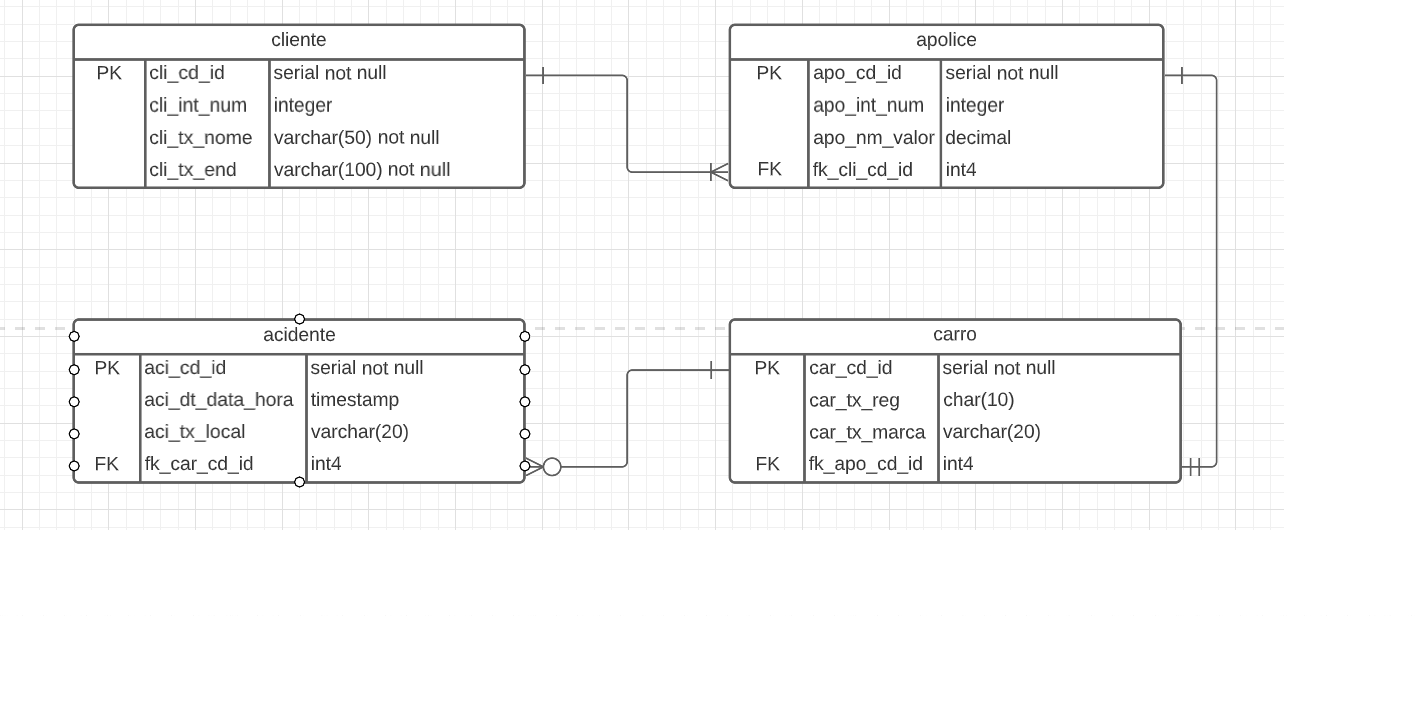 cliente
PK cli_cd_id serial not null
cli_int_num integer
cli_tx_nome varchar(50) not null
cli_tx_end varchar(100) not null
apolice
PK apo_cd_id serial not null
apo_int_num integer
apo_nm_valor decimal
FK fk_cli_cd_id int4
acidente
PK aci_cd_id serial not null
aci_dt_data_hora timestamp
aci_tx_local varchar(20)
FK fk_car_cd_id int4
carro
PK car_cd_id serial not null
car_tx_reg char(10)
car_tx_marca varchar(20)
FK fk_apo_cd_id int4